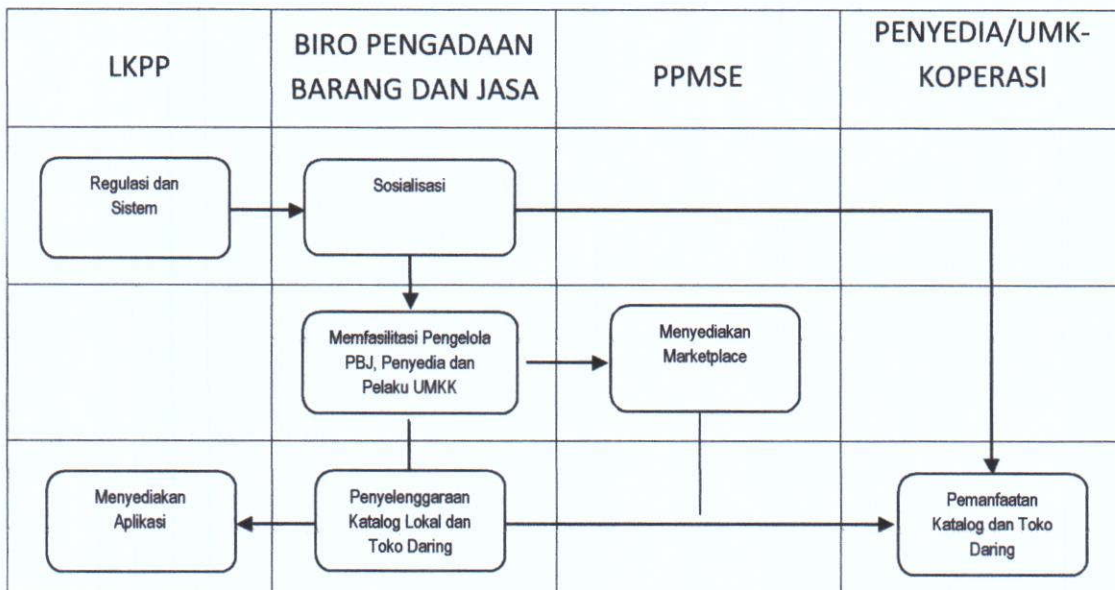 LKPP
BIRO PENGADAAN
BARANG DAN JASA
PPMSE
PENYEDIA/UMK-
KOPERASI
Regulasi dan
Sistem
Sosialisasi
Memfasilitasi Pengelola
PBJ, Penyedia dan
Pelaku UMKK
Menyediakan
Marketplace
Menyediakan
Aplikasi
Penyelenggaraan
Katalog Lokal dan
Toko Daring
Pemanfaatan
Katalog dan Toko
Daring